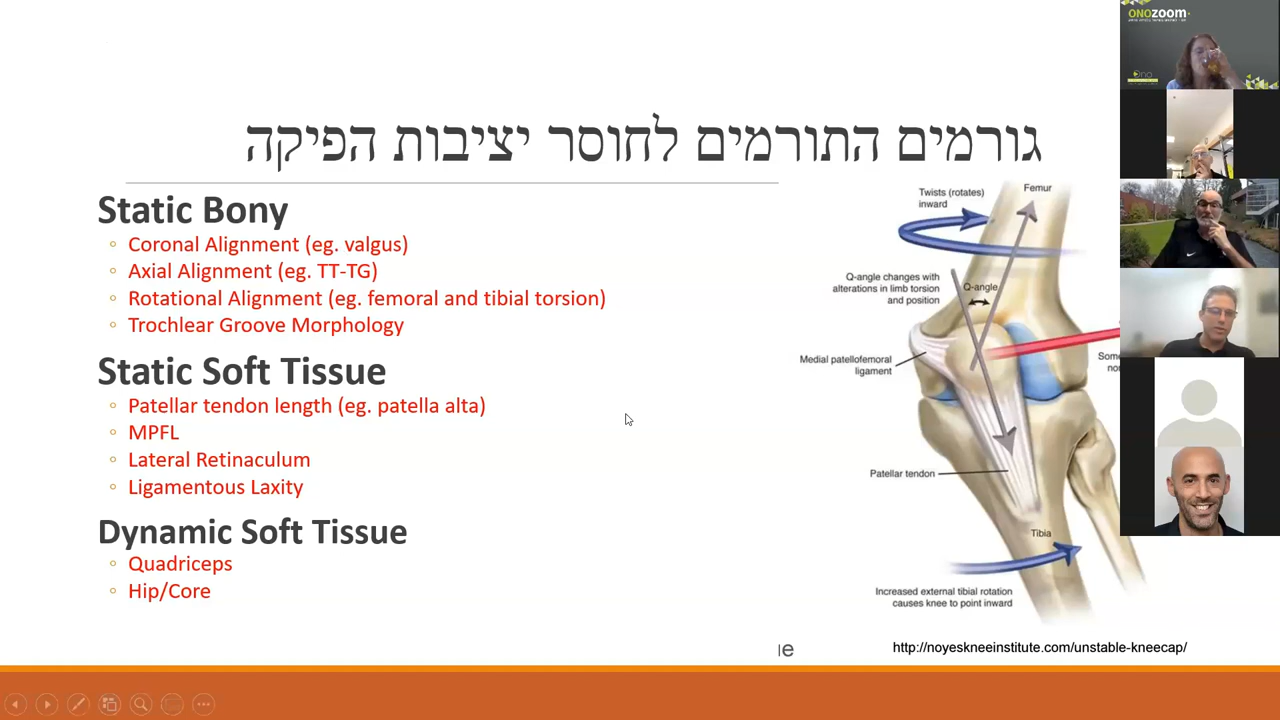 גורמים התורמים לחוסר יציבות הפיקה
Static Bony
◦ Coronal Alignment (eg. valgus)
◦ Axial Alignment (eg. TT-TG)
◦ Rotational Alignment (eg. femoral and tibial torsion)
◦ Trochlear Groove Morphology
Static Soft Tissue
◦ Patellar tendon length (eg. patella alta)
◦ MPFL
◦ Lateral Retinaculum
◦ Ligamentous Laxity
Dynamic Soft Tissue
◦ Quadriceps
◦ Hip/Core
Twists (rotates)
inward
Femur
Q-angle changes with
alterations in limb torsion
and position
Q-angle
Medial patellofemoral
ligament
Patellar tendon
Tibia
Increased external tibial rotation
causes knee to point inward
http://noyeskneeinstitute.com/unstable-kneecap/
ONOZOOM
Ono